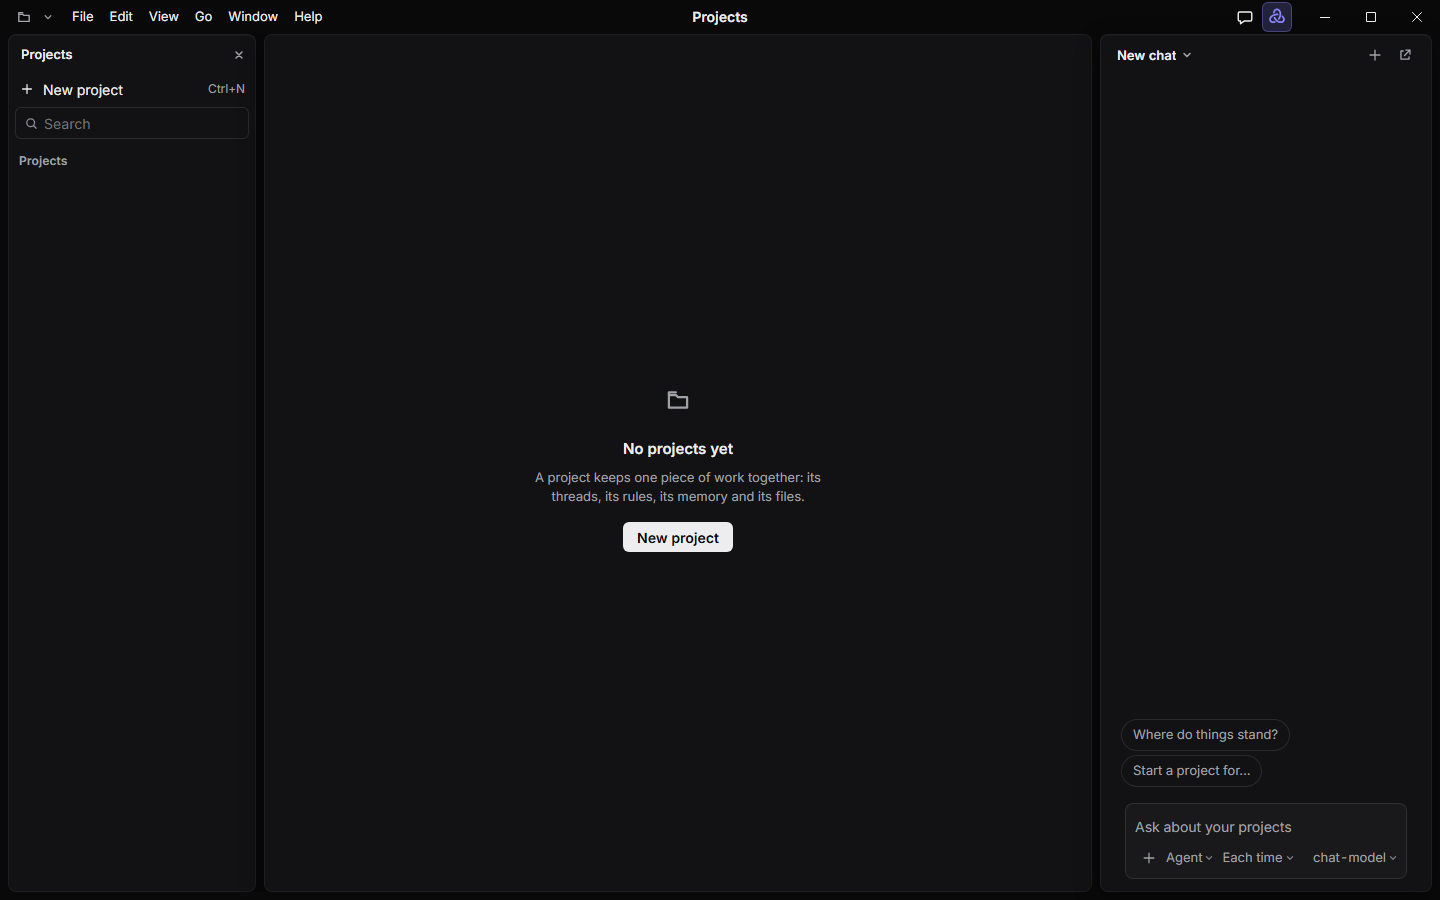 File Edit View Go Window Help
Projects
Projects
New project Ctrl+N
Search
Projects
No projects yet
A project keeps one piece of work together: its
threads, its rules, its memory and its files.
New project
New chat
Where do things stand?
Start a project for...
Ask about your projects
Agent Each time chat-model